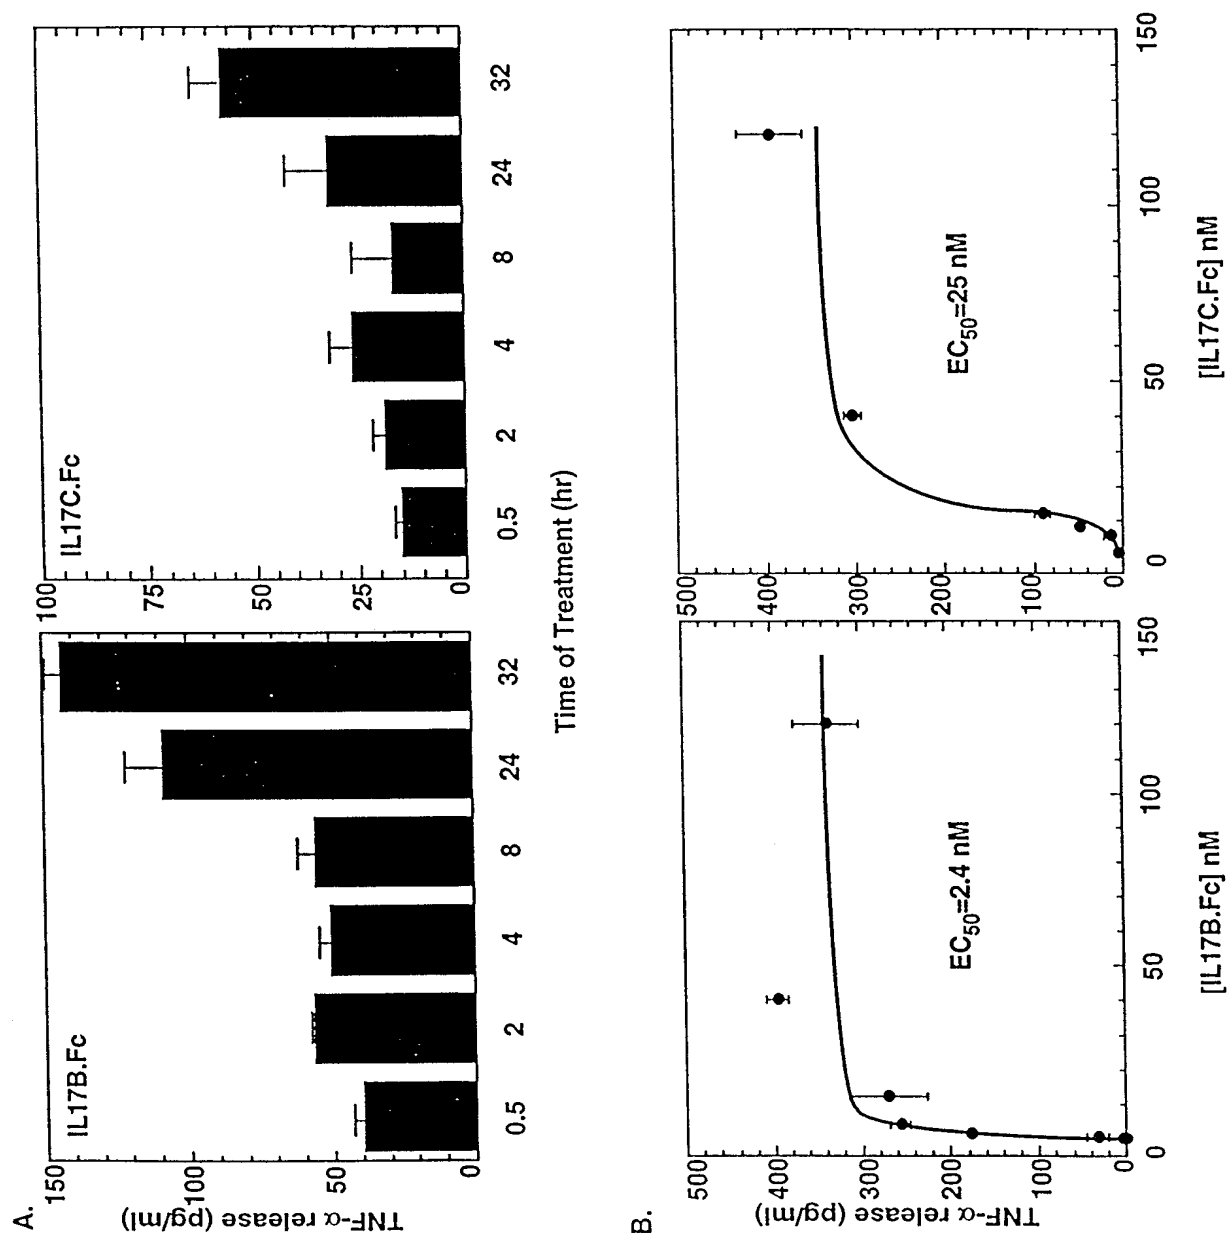 A.
IL17B.Fc
IL17C.Fc
TNF-α release (pg/ml)
150
100
50
0
100
75
50
25
0
0.5 2 4 8 24 32
0.5 2 4 8 24 32
Time of Treatment (hr)
B.
TNF-α release (pg/ml)
500
400
300
200
100
0
500
400
300
200
100
0
EC50=2.4 nM
EC50=25 nM
0 50 100 150
0 50 100 150
[IL17B.Fc] nM
[IL17C.Fc] nM